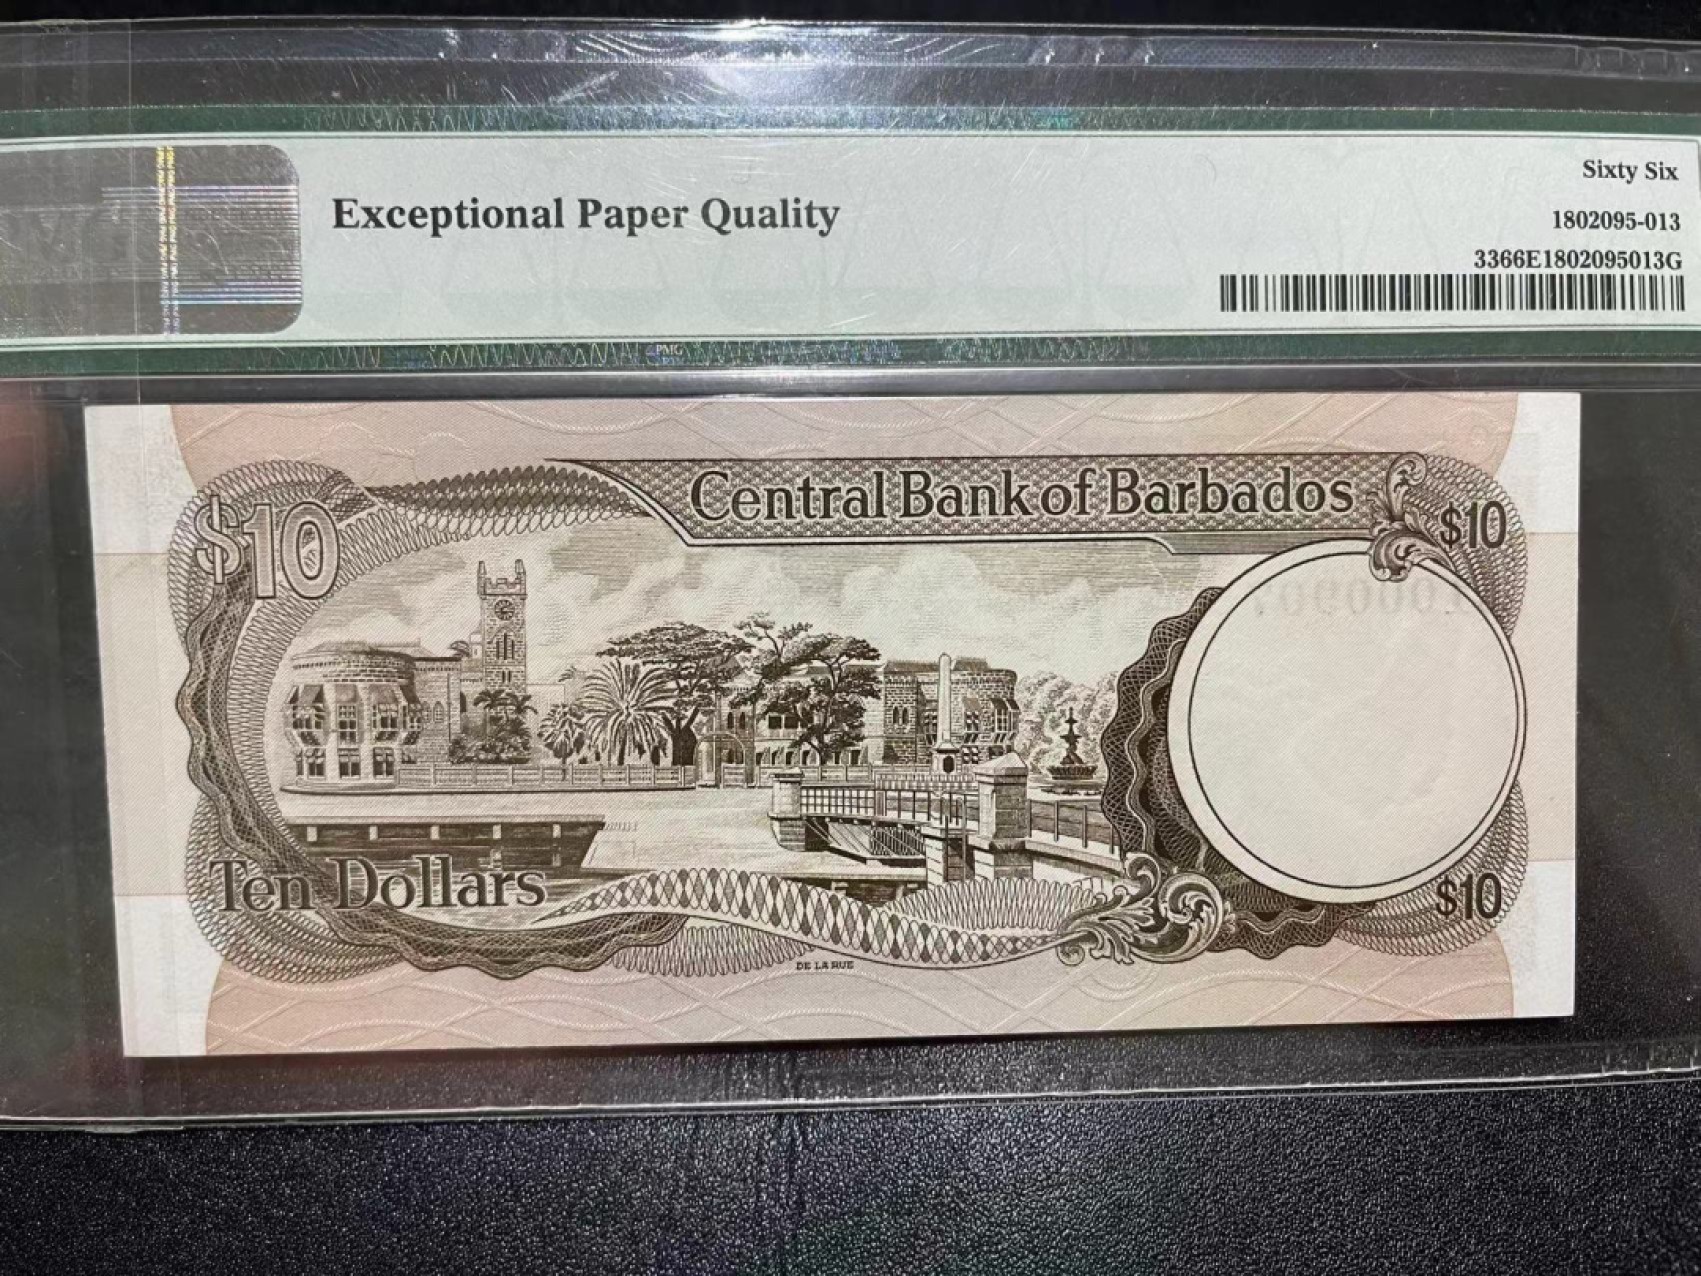 Sixty Six
Exceptional Paper Quality
1802095-013
3366E1802095013G
PMG
Central Bank of Barbados
$10
$10
Ten Dollars
$10
DE LA RUE